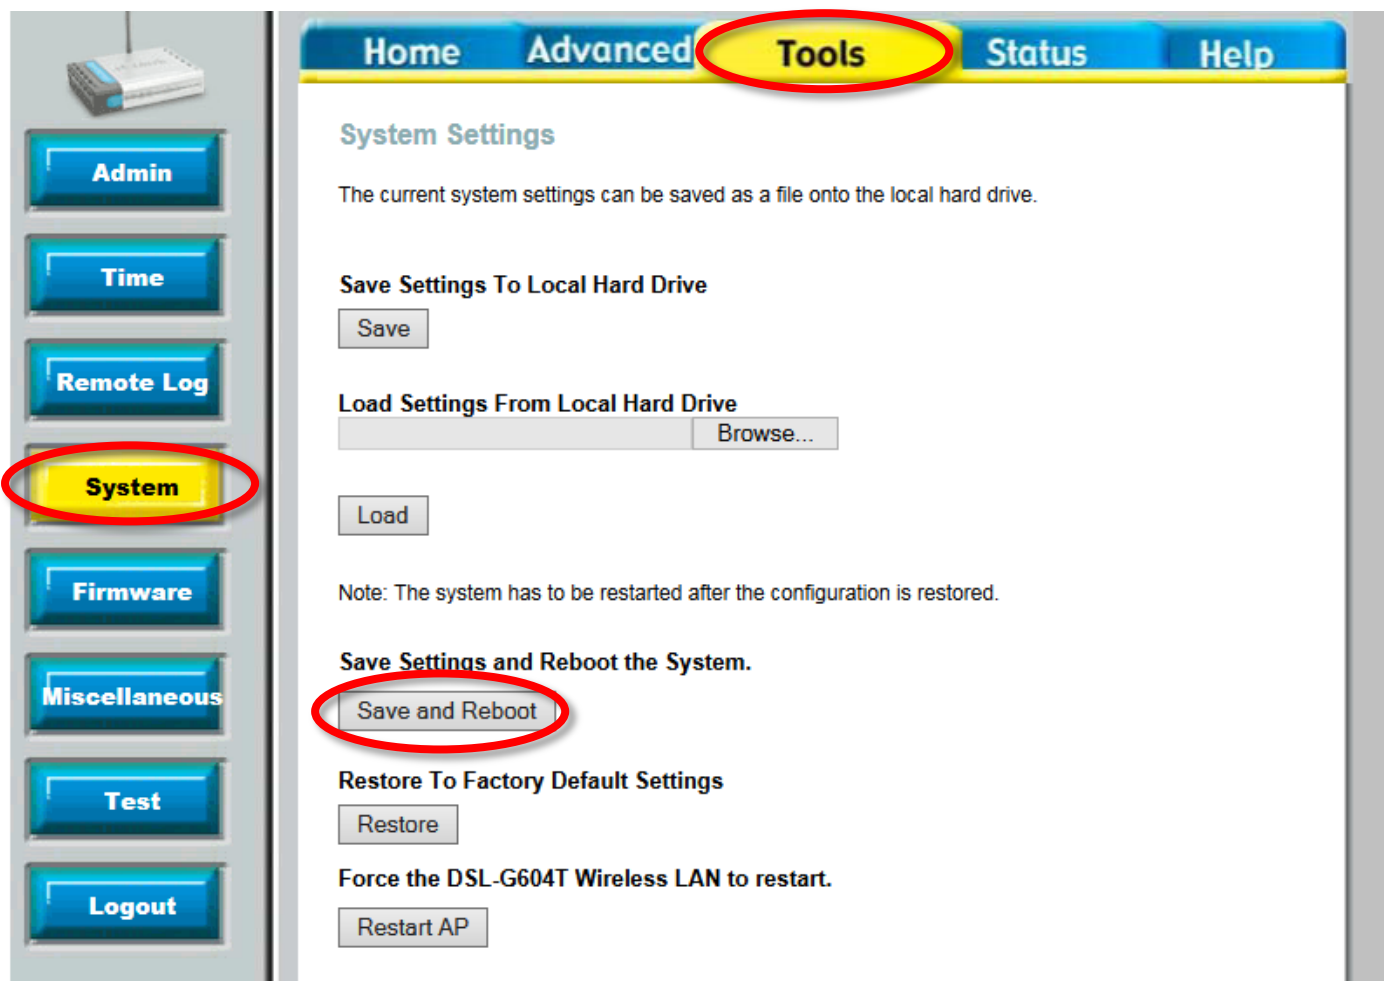 Home Advanced Tools Status Help
Admin
Time
Remote Log
System
Firmware
Miscellaneous
Test
Logout
System Settings
The current system settings can be saved as a file onto the local hard drive.
Save Settings To Local Hard Drive
Save
Load Settings From Local Hard Drive
Browse...
Load
Note: The system has to be restarted after the configuration is restored.
Save Settings and Reboot the System.
Save and Reboot
Restore To Factory Default Settings
Restore
Force the DSL-G604T Wireless LAN to restart.
Restart AP